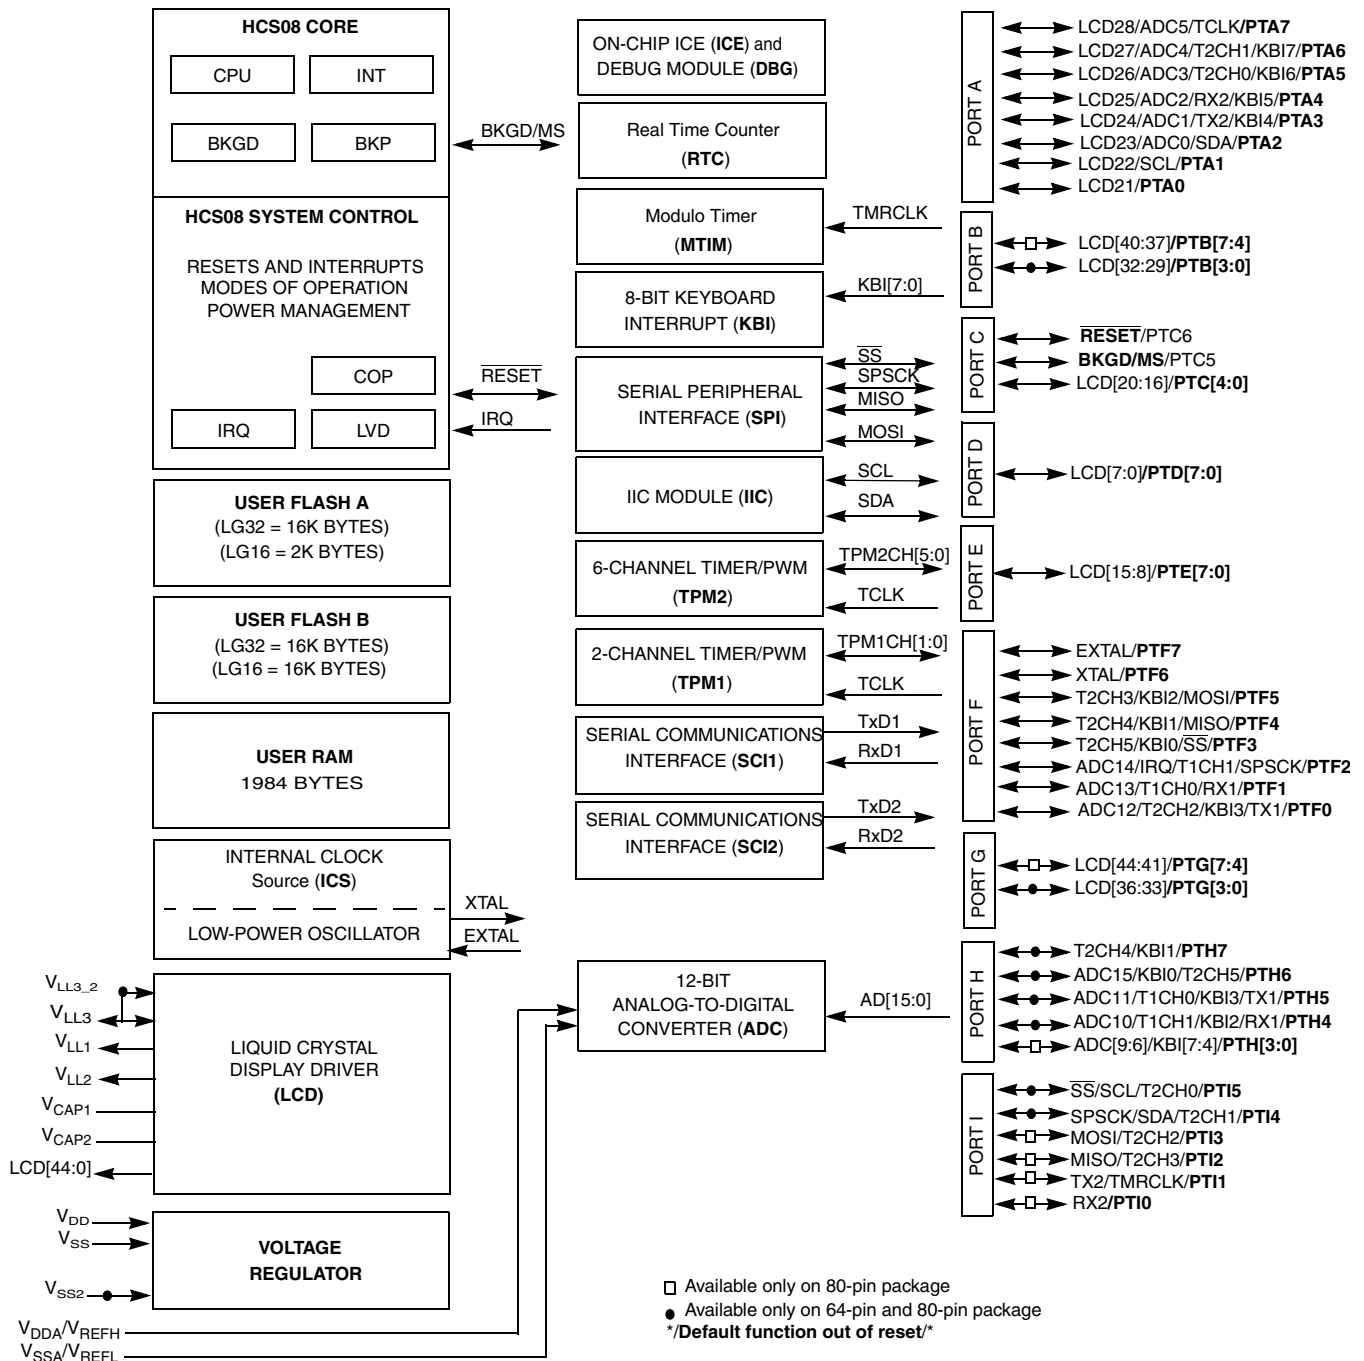 HCS08 CORE
CPU
INT
BKGD
BKP
BKGD/MS
HCS08 SYSTEM CONTROL
RESETS AND INTERRUPTS
MODES OF OPERATION
POWER MANAGEMENT
COP
IRQ
LVD
RESET
IRQ
USER FLASH A
(LG32 = 16K BYTES)
(LG16 = 2K BYTES)
USER FLASH B
(LG32 = 16K BYTES)
(LG16 = 16K BYTES)
USER RAM
1984 BYTES
INTERNAL CLOCK
Source (ICS)
LOW-POWER OSCILLATOR
XTAL
EXTAL
VLL3_2
VLL3
VLL1
VLL2
VCAP1
VCAP2
LCD[44:0]
LIQUID CRYSTAL
DISPLAY DRIVER
(LCD)
VDD
VSS
VSS2
VOLTAGE
REGULATOR
VDDA/VREFH
VSSA/VREFL
ON-CHIP ICE (ICE) and
DEBUG MODULE (DBG)
Real Time Counter
(RTC)
Modulo Timer
(MTIM)
TMRCLK
8-BIT KEYBOARD
INTERRUPT (KBI)
KBI[7:0]
SERIAL PERIPHERAL
INTERFACE (SPI)
SS
SPSCK
MISO
MOSI
IIC MODULE (IIC)
SCL
SDA
6-CHANNEL TIMER/PWM
(TPM2)
TPM2CH[5:0]
TCLK
2-CHANNEL TIMER/PWM
(TPM1)
TPM1CH[1:0]
TCLK
SERIAL COMMUNICATIONS
INTERFACE (SCI1)
TxD1
RxD1
SERIAL COMMUNICATIONS
INTERFACE (SCI2)
TxD2
RxD2
12-BIT
ANALOG-TO-DIGITAL
CONVERTER (ADC)
AD[15:0]
PORT A
LCD28/ADC5/TCLK/PTA7
LCD27/ADC4/T2CH1/KBI7/PTA6
LCD26/ADC3/T2CH0/KBI6/PTA5
LCD25/ADC2/RX2/KBI5/PTA4
LCD24/ADC1/TX2/KBI4/PTA3
LCD23/ADC0/SDA/PTA2
LCD22/SCL/PTA1
LCD21/PTA0
PORT B
LCD[40:37]/PTB[7:4]
LCD[32:29]/PTB[3:0]
PORT C
RESET/PTC6
BKGD/MS/PTC5
LCD[20:16]/PTC[4:0]
PORT D
LCD[7:0]/PTD[7:0]
PORT E
LCD[15:8]/PTE[7:0]
PORT F
EXTAL/PTF7
XTAL/PTF6
T2CH3/KBI2/MOSI/PTF5
T2CH4/KBI1/MISO/PTF4
T2CH5/KBI0/SS/PTF3
ADC14/IRQ/T1CH1/SPSCK/PTF2
ADC13/T1CH0/RX1/PTF1
ADC12/T2CH2/KBI3/TX1/PTF0
PORT G
LCD[44:41]/PTG[7:4]
LCD[36:33]/PTG[3:0]
PORT H
T2CH4/KBI1/PTH7
ADC15/KBI0/T2CH5/PTH6
ADC11/T1CH0/KBI3/TX1/PTH5
ADC10/T1CH1/KBI2/RX1/PTH4
ADC[9:6]/KBI[7:4]/PTH[3:0]
PORT I
SS/SCL/T2CH0/PTI5
SPSCK/SDA/T2CH1/PTI4
MOSI/T2CH2/PTI3
MISO/T2CH3/PTI2
TX2/TMRCLK/PTI1
RX2/PTI0
Available only on 80-pin package
Available only on 64-pin and 80-pin package
*/Default function out of reset/*